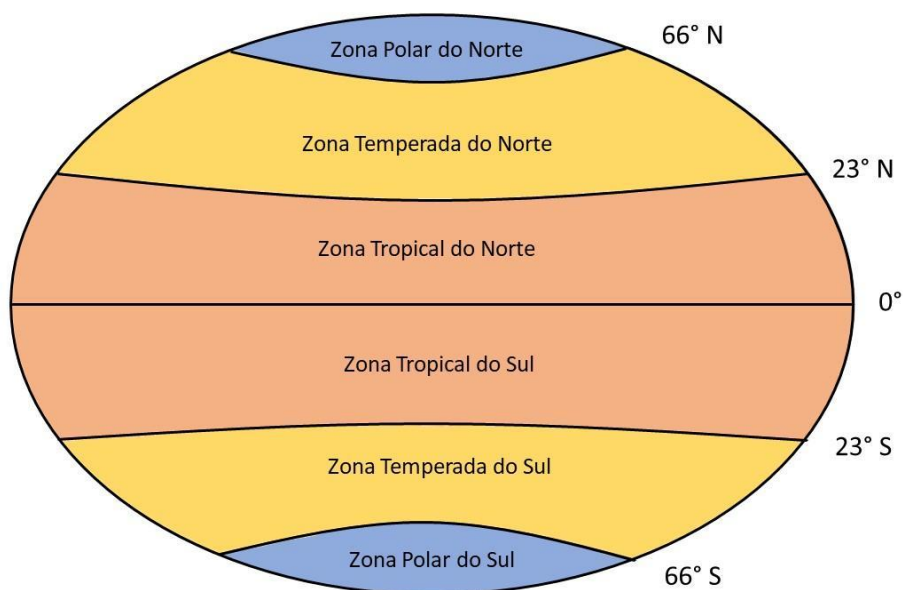 Zona Polar do Norte
66° N
Zona Temperada do Norte
23° N
Zona Tropical do Norte
0°
Zona Tropical do Sul
23° S
Zona Temperada do Sul
Zona Polar do Sul
66° S